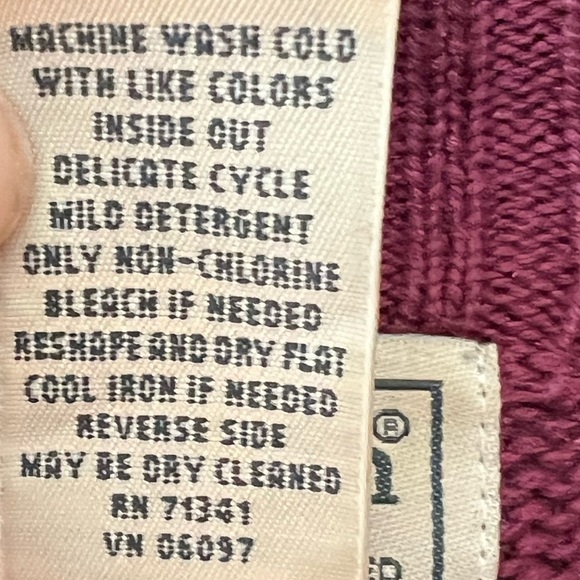 MACHINE WASH COLD
WITH LIKE COLORS
INSIDE OUT
DELICATE CYCLE
MILD DETERGENT
ONLY NON-CHLORINE
BLEACH IF NEEDED
RESHAPE AND DRY FLAT
COOL IRON IF NEEDED
REVERSE SIDE
MAY BE DRY CLEANED
RN 71341
VN 06097
®